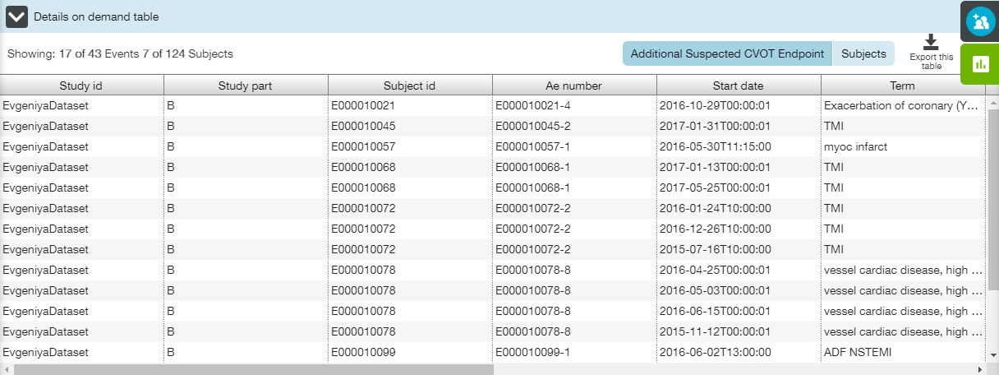 Details on demand table
Showing: 17 of 43 Events 7 of 124 Subjects
Additional Suspected CVOT Endpoint Subjects
Export this table
Study id Study part Subject id Ae number Start date Term
EvgeniyaDataset B E000010021 E000010021-4 2016-10-29T00:00:01 Exacerbation of coronary (Y...
EvgeniyaDataset B E000010045 E000010045-2 2017-01-31T00:00:01 TMI
EvgeniyaDataset B E000010057 E000010057-1 2016-05-30T11:15:00 myoc infarct
EvgeniyaDataset B E000010068 E000010068-1 2017-01-13T00:00:01 TMI
EvgeniyaDataset B E000010068 E000010068-1 2017-05-25T00:00:01 TMI
EvgeniyaDataset B E000010072 E000010072-2 2016-01-24T10:00:00 TMI
EvgeniyaDataset B E000010072 E000010072-2 2016-12-26T10:00:00 TMI
EvgeniyaDataset B E000010072 E000010072-2 2015-07-16T10:00:00 TMI
EvgeniyaDataset B E000010078 E000010078-8 2016-04-25T00:00:01 vessel cardiac disease, high ...
EvgeniyaDataset B E000010078 E000010078-8 2016-05-03T00:00:01 vessel cardiac disease, high ...
EvgeniyaDataset B E000010078 E000010078-8 2016-06-15T00:00:01 vessel cardiac disease, high ...
EvgeniyaDataset B E000010078 E000010078-8 2015-11-12T00:00:01 vessel cardiac disease, high ...
EvgeniyaDataset B E000010099 E000010099-1 2016-06-02T13:00:00 ADF NSTEMI